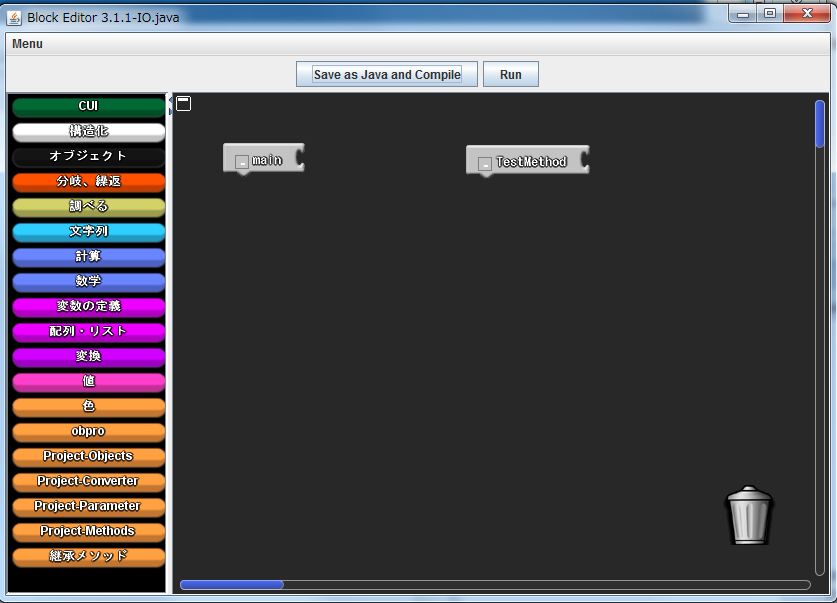 Block Editor 3.1.1-IO.java
Menu
Save as Java and Compile
Run
CUI
構造化
オブジェクト
分岐、繰返
調べる
文字列
計算
数学
変数の定義
配列・リスト
変換
値
色
obpro
Project-Objects
Project-Converter
Project-Parameter
Project-Methods
継承メソッド
main
TestMethod